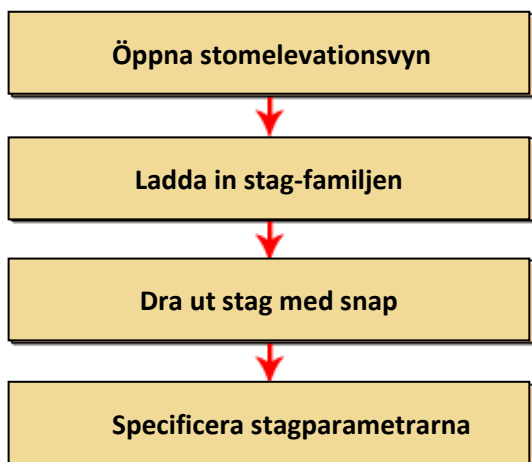 Öppna stomelevationsvyn
Ladda in stag-familjen
Dra ut stag med snap
Specificera stagparametrarna